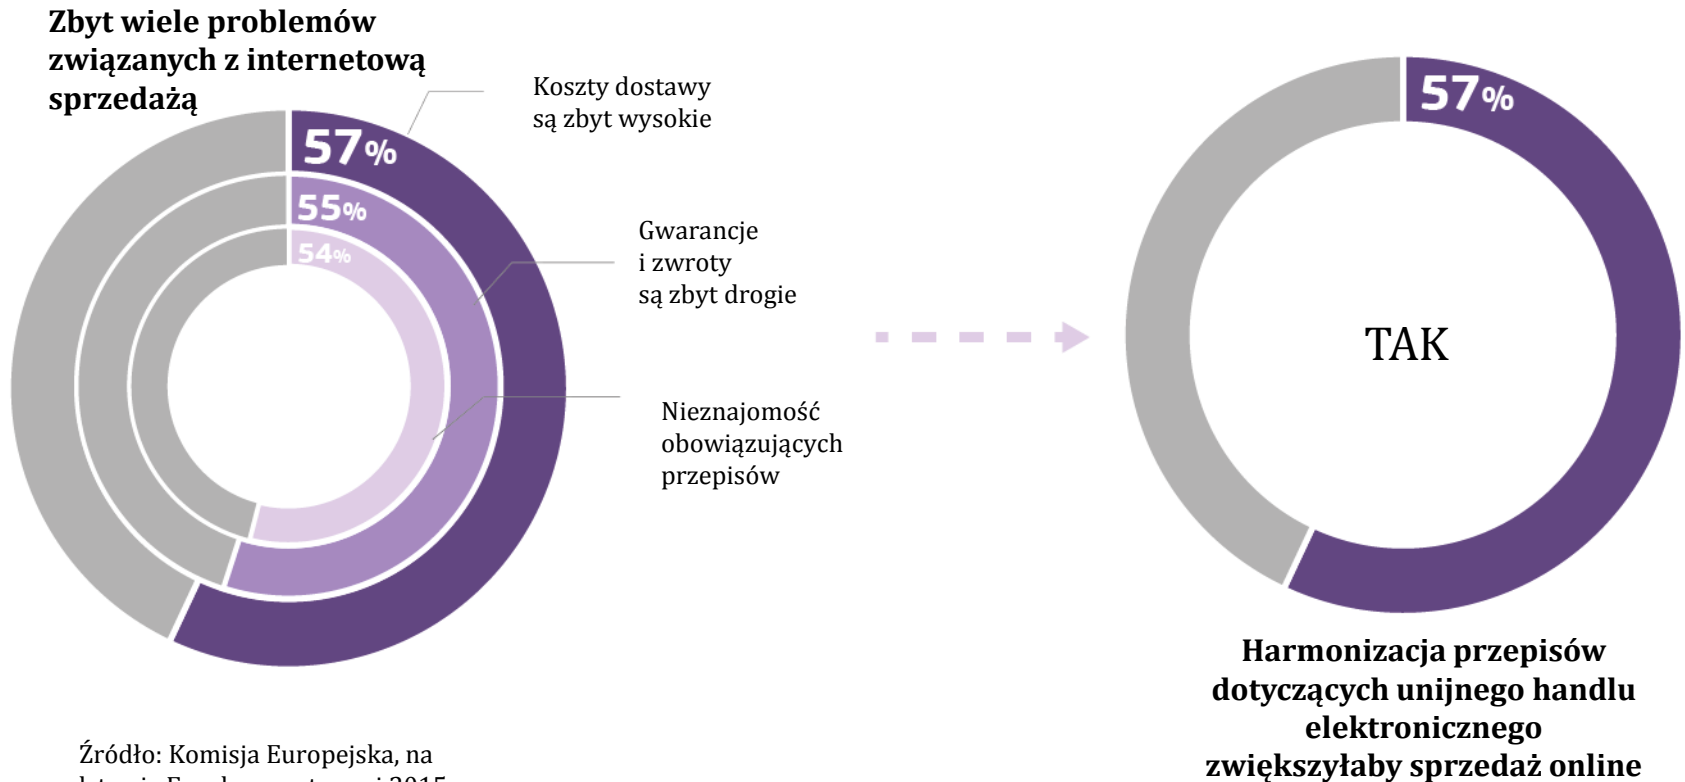 Zbyt wiele problemów
związanych z internetową
sprzedażą
57%
55%
54%
Koszty dostawy
są zbyt wysokie
Gwarancje
i zwroty
są zbyt drogie
Nieznajomość
obowiązujących
przepisów
57%
TAK
Harmonizacja przepisów
dotyczących unijnego handlu
elektronicznego
zwiększyłaby sprzedaż online
Źródło: Komisja Europejska, na
2015